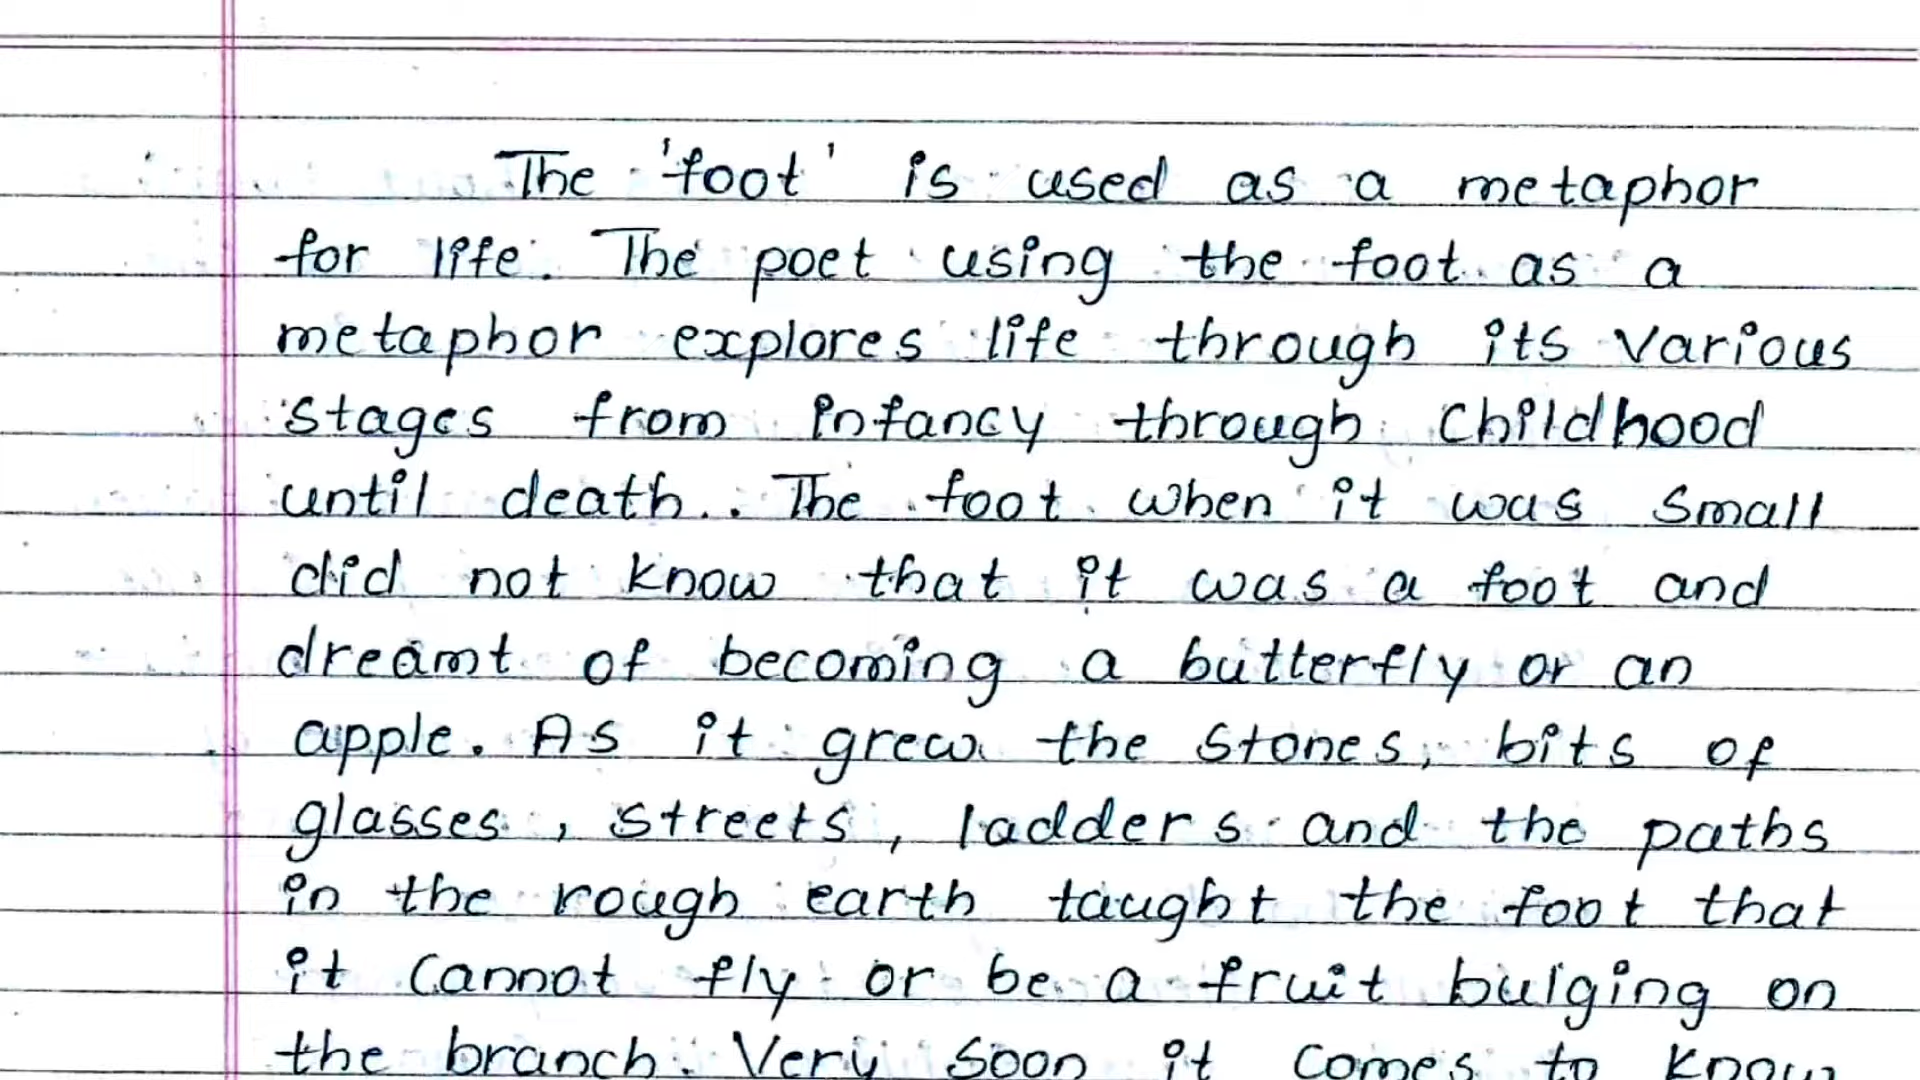 The 'foot' is used as a metaphor
for life. The poet using the foot as a
metaphor explores life through its various
stages from infancy through childhood
until death.. The foot when it was small
did not know that it was a foot and
dreamt of becoming a butterfly or an
apple. As it grew the stones, bits of
glasses, streets, ladders and the paths
in the rough earth taught the foot that
it cannot fly or be a fruit bulging on
the branch. Very soon it comes to know